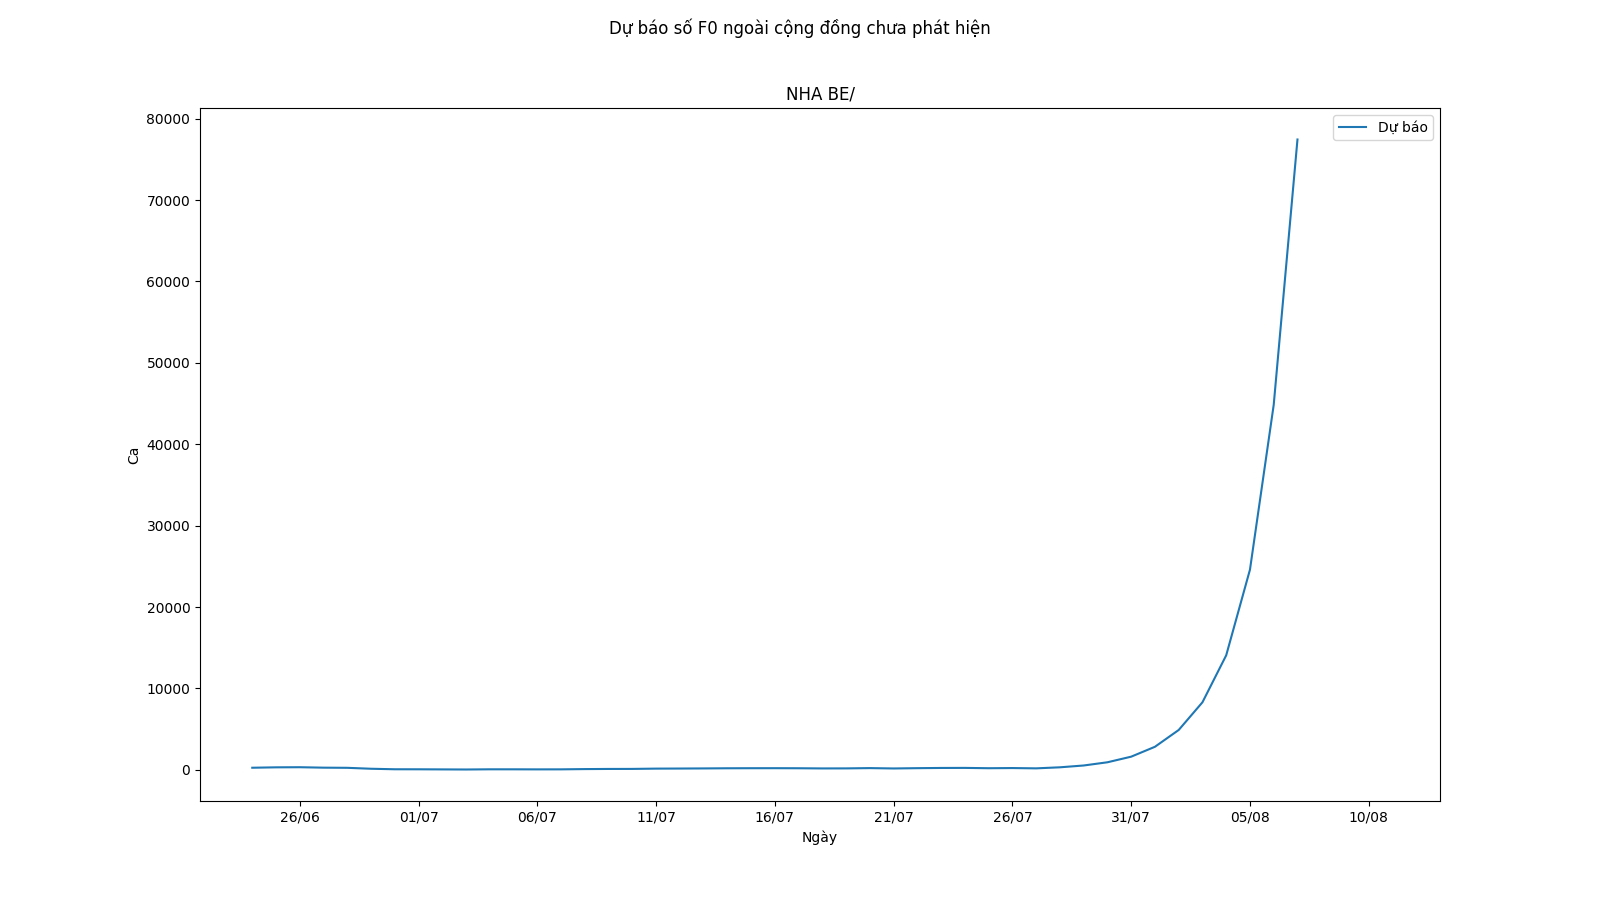 Dự báo số F0 ngoài cộng đồng chưa phát hiện
NHA BE/
Dự báo
80000
70000
60000
50000
40000
30000
20000
10000
0
Ca
26/06 01/07 06/07 11/07 16/07 21/07 26/07 31/07 05/08 10/08
Ngày